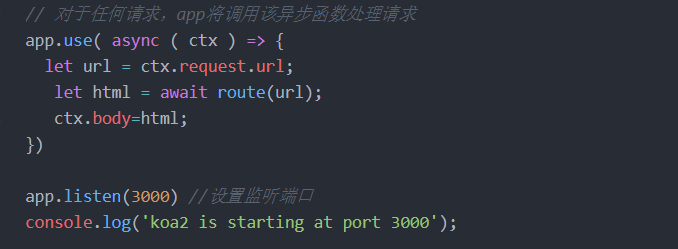 // 对于任何请求，app将调用该异步函数处理请求
app.use( async ( ctx ) => {
  let url = ctx.request.url;
   let html = await route(url);
   ctx.body=html;
})
app.listen(3000) //设置监听端口
console.log('koa2 is starting at port 3000');